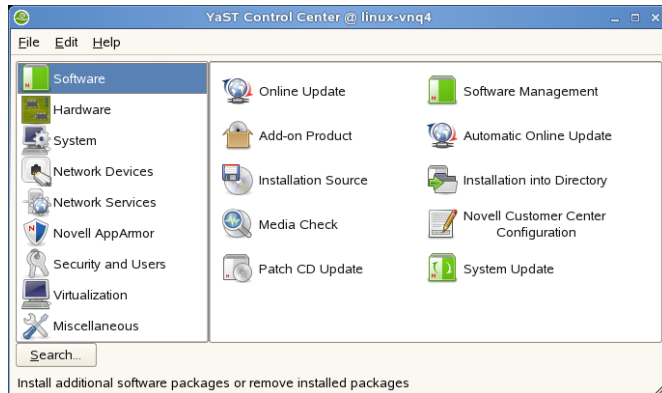 YaST Control Center @ linux-vnq4
File Edit Help
Software
Hardware
System
Network Devices
Network Services
Novell AppArmor
Security and Users
Virtualization
Miscellaneous
Online Update
Software Management
Add-on Product
Automatic Online Update
Installation Source
Installation into Directory
Media Check
Novell Customer Center
Configuration
Patch CD Update
System Update
Search...
Install additional software packages or remove installed packages